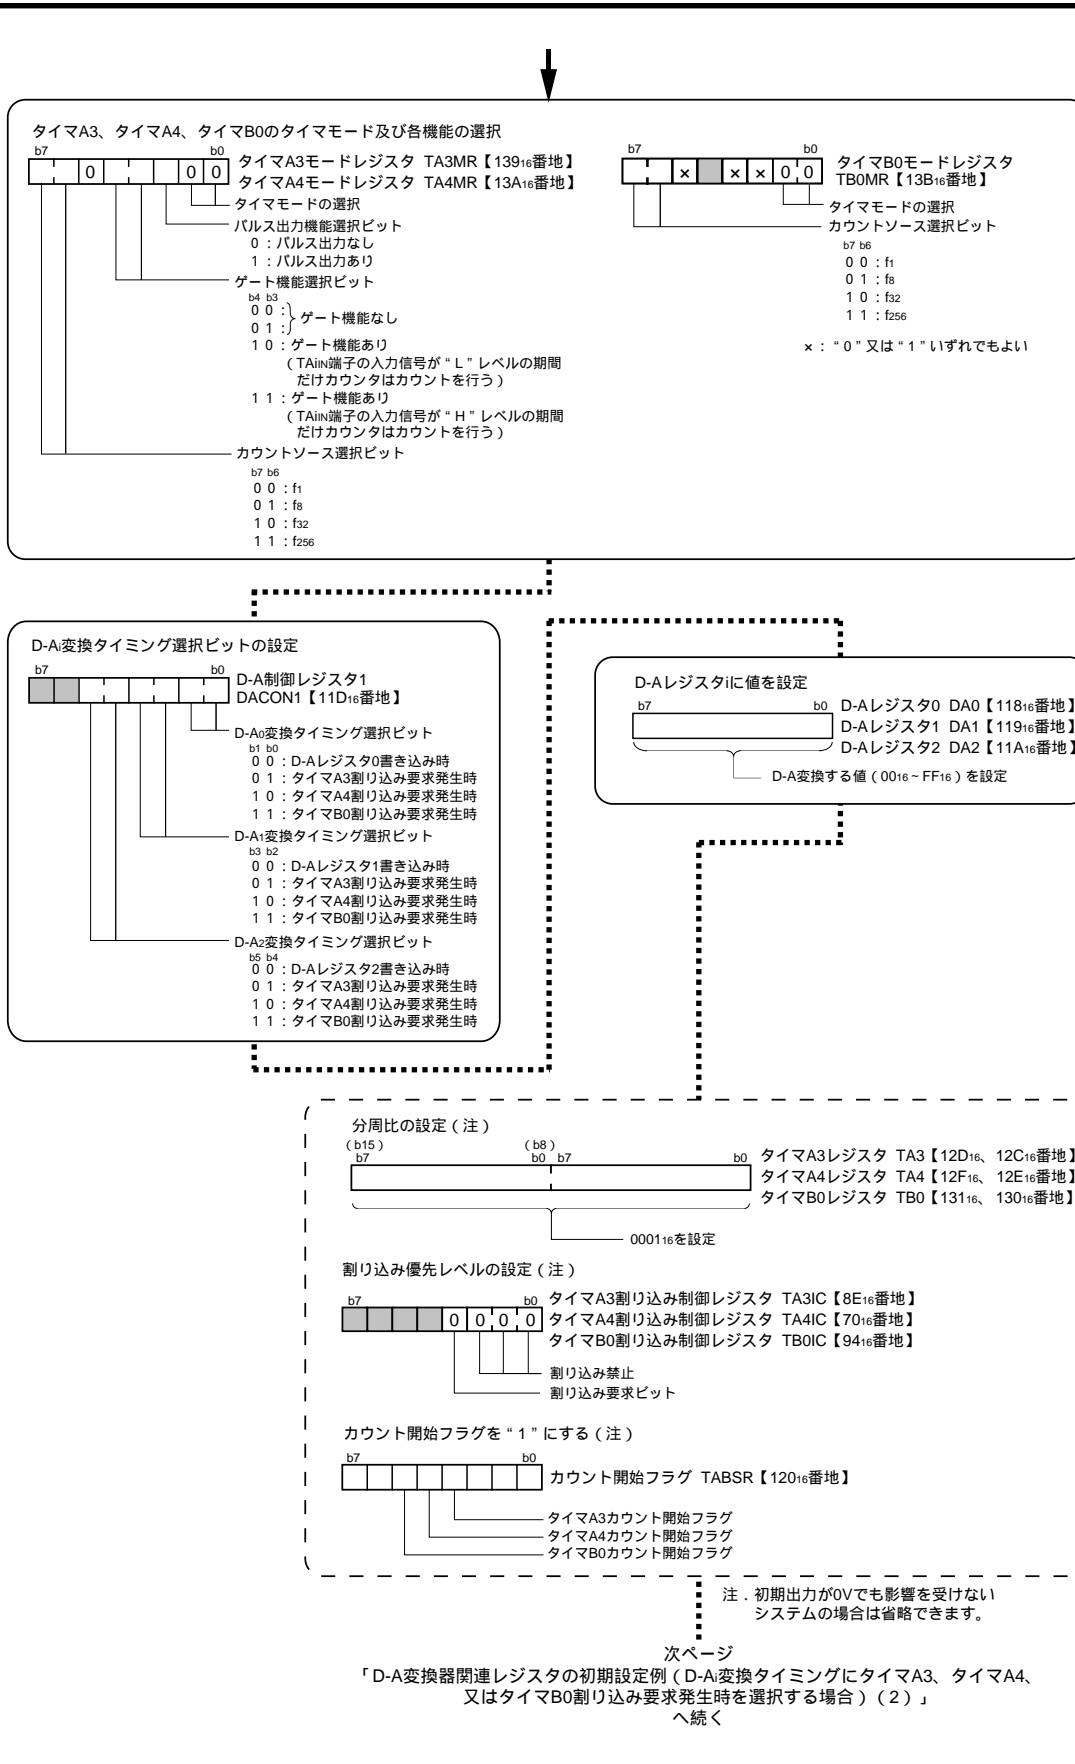 タイマA3、タイマA4、タイマB0のタイマモード及び各機能の選択
b7 b0
0 0 0
タイマA3モードレジスタ TA3MR【13916番地】
タイマA4モードレジスタ TA4MR【13A16番地】
タイマモードの選択
パルス出力機能選択ビット
0：パルス出力なし
1：パルス出力あり
ゲート機能選択ビット
b4 b3
0 0：
0 1：
ゲート機能なし
1 0：ゲート機能あり
（TAiIN端子の入力信号が“L”レベルの期間
だけカウンタはカウントを行う）
1 1：ゲート機能あり
（TAiIN端子の入力信号が“H”レベルの期間
だけカウンタはカウントを行う）
カウントソース選択ビット
b7 b6
0 0：f1
0 1：f8
1 0：f32
1 1：f256
b7 b0
× × × 0 0
タイマB0モードレジスタ
TB0MR【13B16番地】
タイマモードの選択
カウントソース選択ビット
b7 b6
0 0：f1
0 1：f8
1 0：f32
1 1：f256
×：“0”又は“1”いずれでもよい
D-Ai変換タイミング選択ビットの設定
b7 b0
D-A制御レジスタ1
DACON1【11D16番地】
D-A0変換タイミング選択ビット
b1 b0
0 0：D-Aレジスタ0書き込み時
0 1：タイマA3割り込み要求発生時
1 0：タイマA4割り込み要求発生時
1 1：タイマB0割り込み要求発生時
D-A1変換タイミング選択ビット
b3 b2
0 0：D-Aレジスタ1書き込み時
0 1：タイマA3割り込み要求発生時
1 0：タイマA4割り込み要求発生時
1 1：タイマB0割り込み要求発生時
D-A2変換タイミング選択ビット
b5 b4
0 0：D-Aレジスタ2書き込み時
0 1：タイマA3割り込み要求発生時
1 0：タイマA4割り込み要求発生時
1 1：タイマB0割り込み要求発生時
D-Aレジスタiに値を設定
b7 b0
D-Aレジスタ0 DA0【11816番地】
D-Aレジスタ1 DA1【11916番地】
D-Aレジスタ2 DA2【11A16番地】
D-A変換する値（0016～FF16）を設定
分周比の設定（注）
（b15） （b8）
b7 b0 b7 b0
タイマA3レジスタ TA3【12D16、12C16番地】
タイマA4レジスタ TA4【12F16、12E16番地】
タイマB0レジスタ TB0【13116、13016番地】
000116を設定
割り込み優先レベルの設定（注）
b7 b0
0 0 0 0
タイマA3割り込み制御レジスタ TA3IC【8E16番地】
タイマA4割り込み制御レジスタ TA4IC【7016番地】
タイマB0割り込み制御レジスタ TB0IC【9416番地】
割り込み禁止
割り込み要求ビット
カウント開始フラグを“1”にする（注）
b7 b0
カウント開始フラグ TABSR【12016番地】
タイマA3カウント開始フラグ
タイマA4カウント開始フラグ
タイマB0カウント開始フラグ
注．初期出力が0Vでも影響を受けない
システムの場合は省略できます。
次ページ
「D-A変換器関連レジスタの初期設定例（D-Ai変換タイミングにタイマA3、タイマA4、
又はタイマB0割り込み要求発生時を選択する場合）（2）」
へ続く